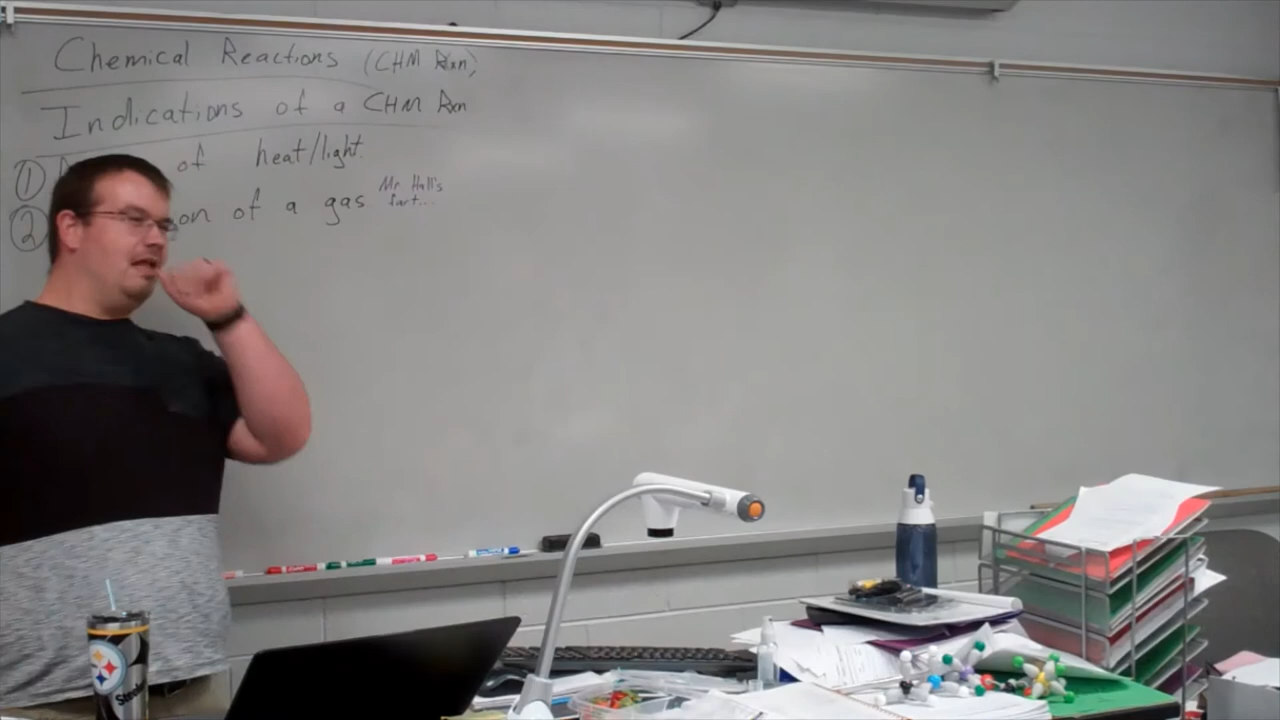 Chemical Reactions (CHM Rxn)
Indications of a CHM Rxn
① of heat/light.
② on of a gas Mr. Hall's
fart...
Steelers